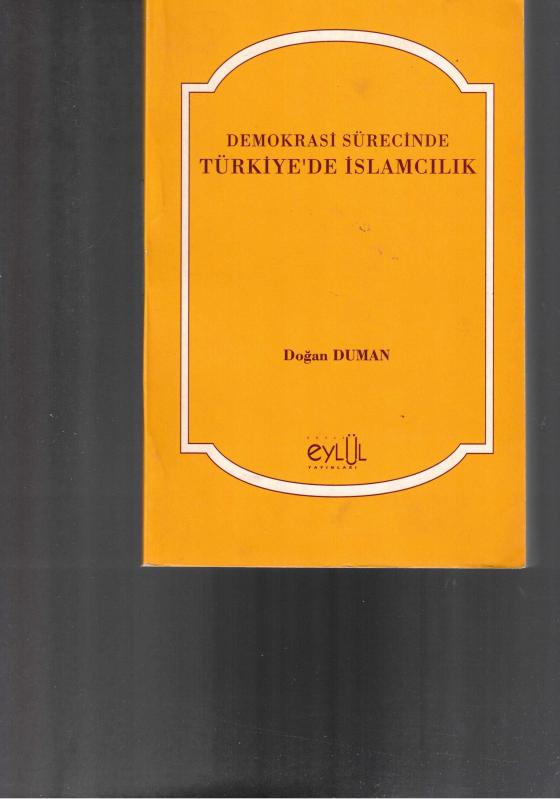 DEMOKRASİ SÜRECİNDE
TÜRKİYE'DE İSLAMCILIK
Doğan DUMAN
eylÜl
YAYINLARI